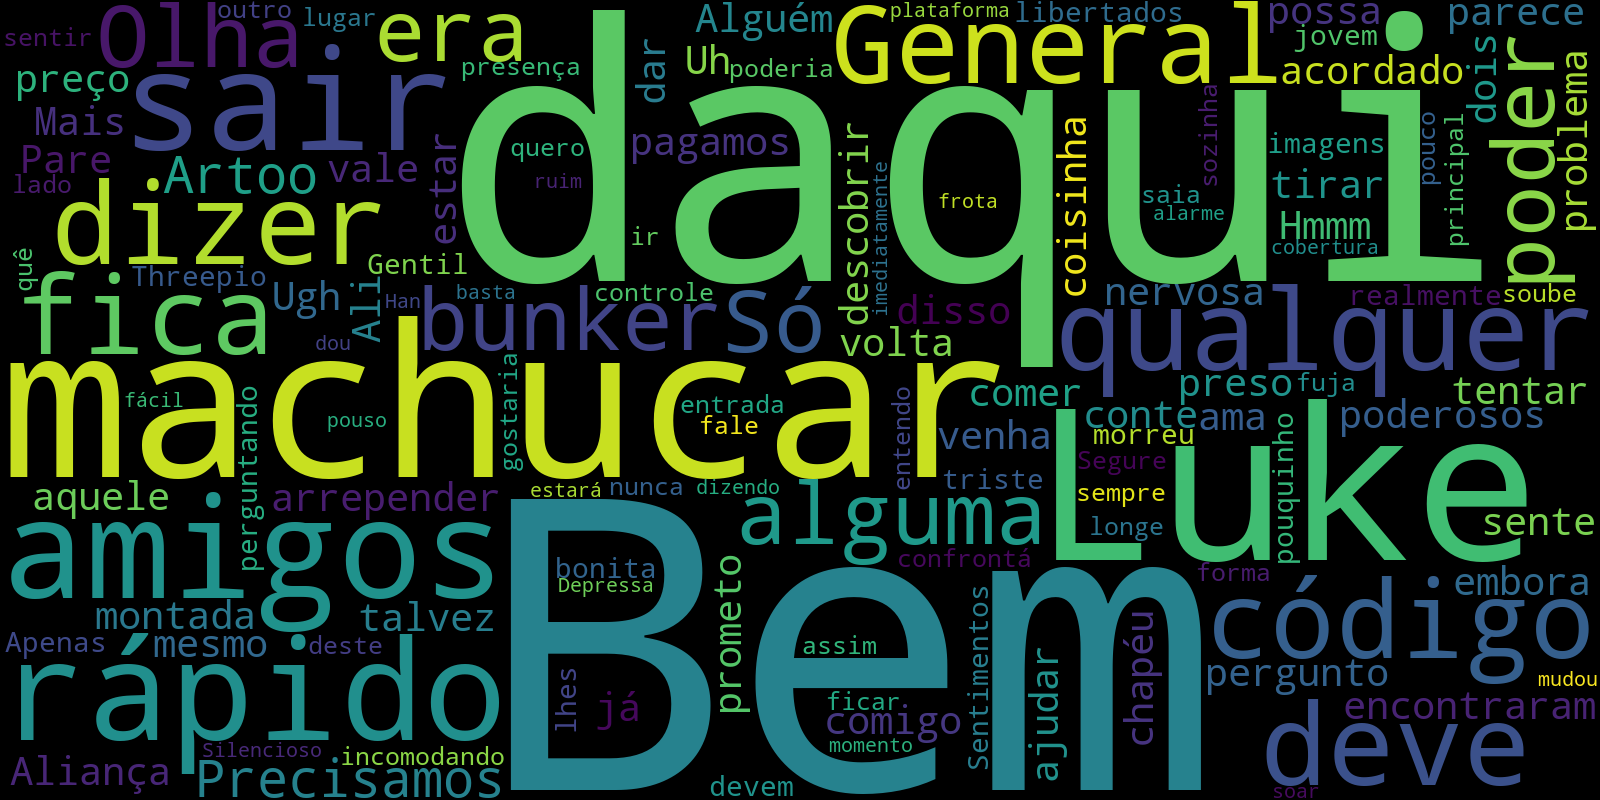 sentir
outro
lugar
Olha
era
Alguém
plataforma
libertados
possa
parece
General
jovem
preço
sair
presença
dar
Uh
poderia
acordado
dois
poder
problema
Mais
daqui
Pare
Artoo
vale
estar
quero
pagamos
descobrir
coisinha
sozinha
imagens
pouco
principal
lado
ruim
imediatamente
frota
saia
tirar
alarme
dizer
ir
Hmmm
cobertura
quê
Threepio
Gentil
fica
Ugh
Ali
Han
basta
controle
bunker
Só
disso
nervosa
realmente
soube
dou
volta
qualquer
machucar
fácil
pouso
gostaria
entrada
fale
comer
preso
fuja
tentar
perguntando
entendo
venha
conte
ama
poderosos
morreu
Luke
pouquinho
aquele
arrepender
estará
nunca
dizendo
triste
Segure
sempre
longe
sente
amigos
alguma
confrontá
forma
bonita
Depressa
Bem
prometo
Sentimentos
código
embora
montada
talvez
Apenas
mesmo
deste
assim
ajudar
chapéu
pergunto
mudou
rápido
lhes
já
ficar
comigo
encontraram
Silencioso
incomodando
momento
deve
Aliança
Precisamos
devem
soar